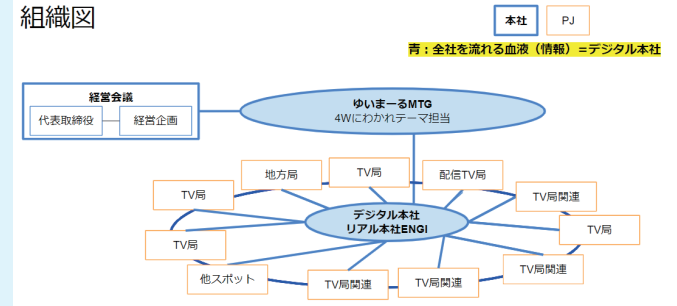 組織図
本社
PJ
青：全社を流れる血液（情報）＝デジタル本社
経営会議
代表取締役
経営企画
ゆいまーるMTG
4Wにわかれテーマ担当
地方局
TV局
配信TV局
TV局
TV局関連
デジタル本社
リアル本社ENGI
TV局
TV局
他スポット
TV局関連
TV局関連
TV局関連